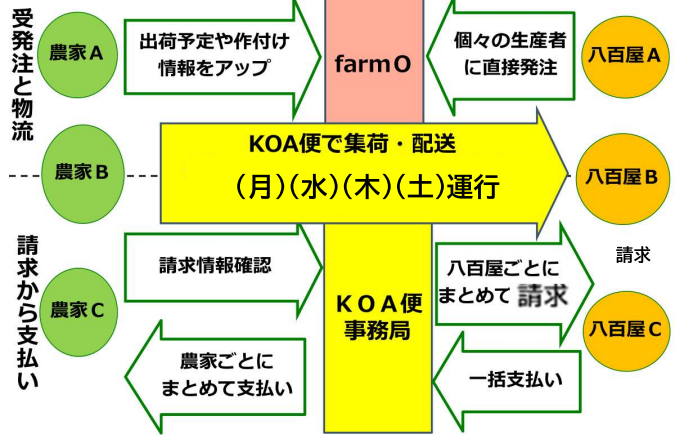 受発注と物流
農家A
出荷予定や作付け
情報をアップ
farmO
個々の生産者
に直接発注
八百屋A
農家B
KOA便で集荷・配送
(月)(水)(木)(土)運行
八百屋B
請求から支払い
請求情報確認
八百屋ごとに
まとめて 請求
請求
農家C
KOA便
事務局
八百屋C
農家ごとに
まとめて支払い
一括支払い